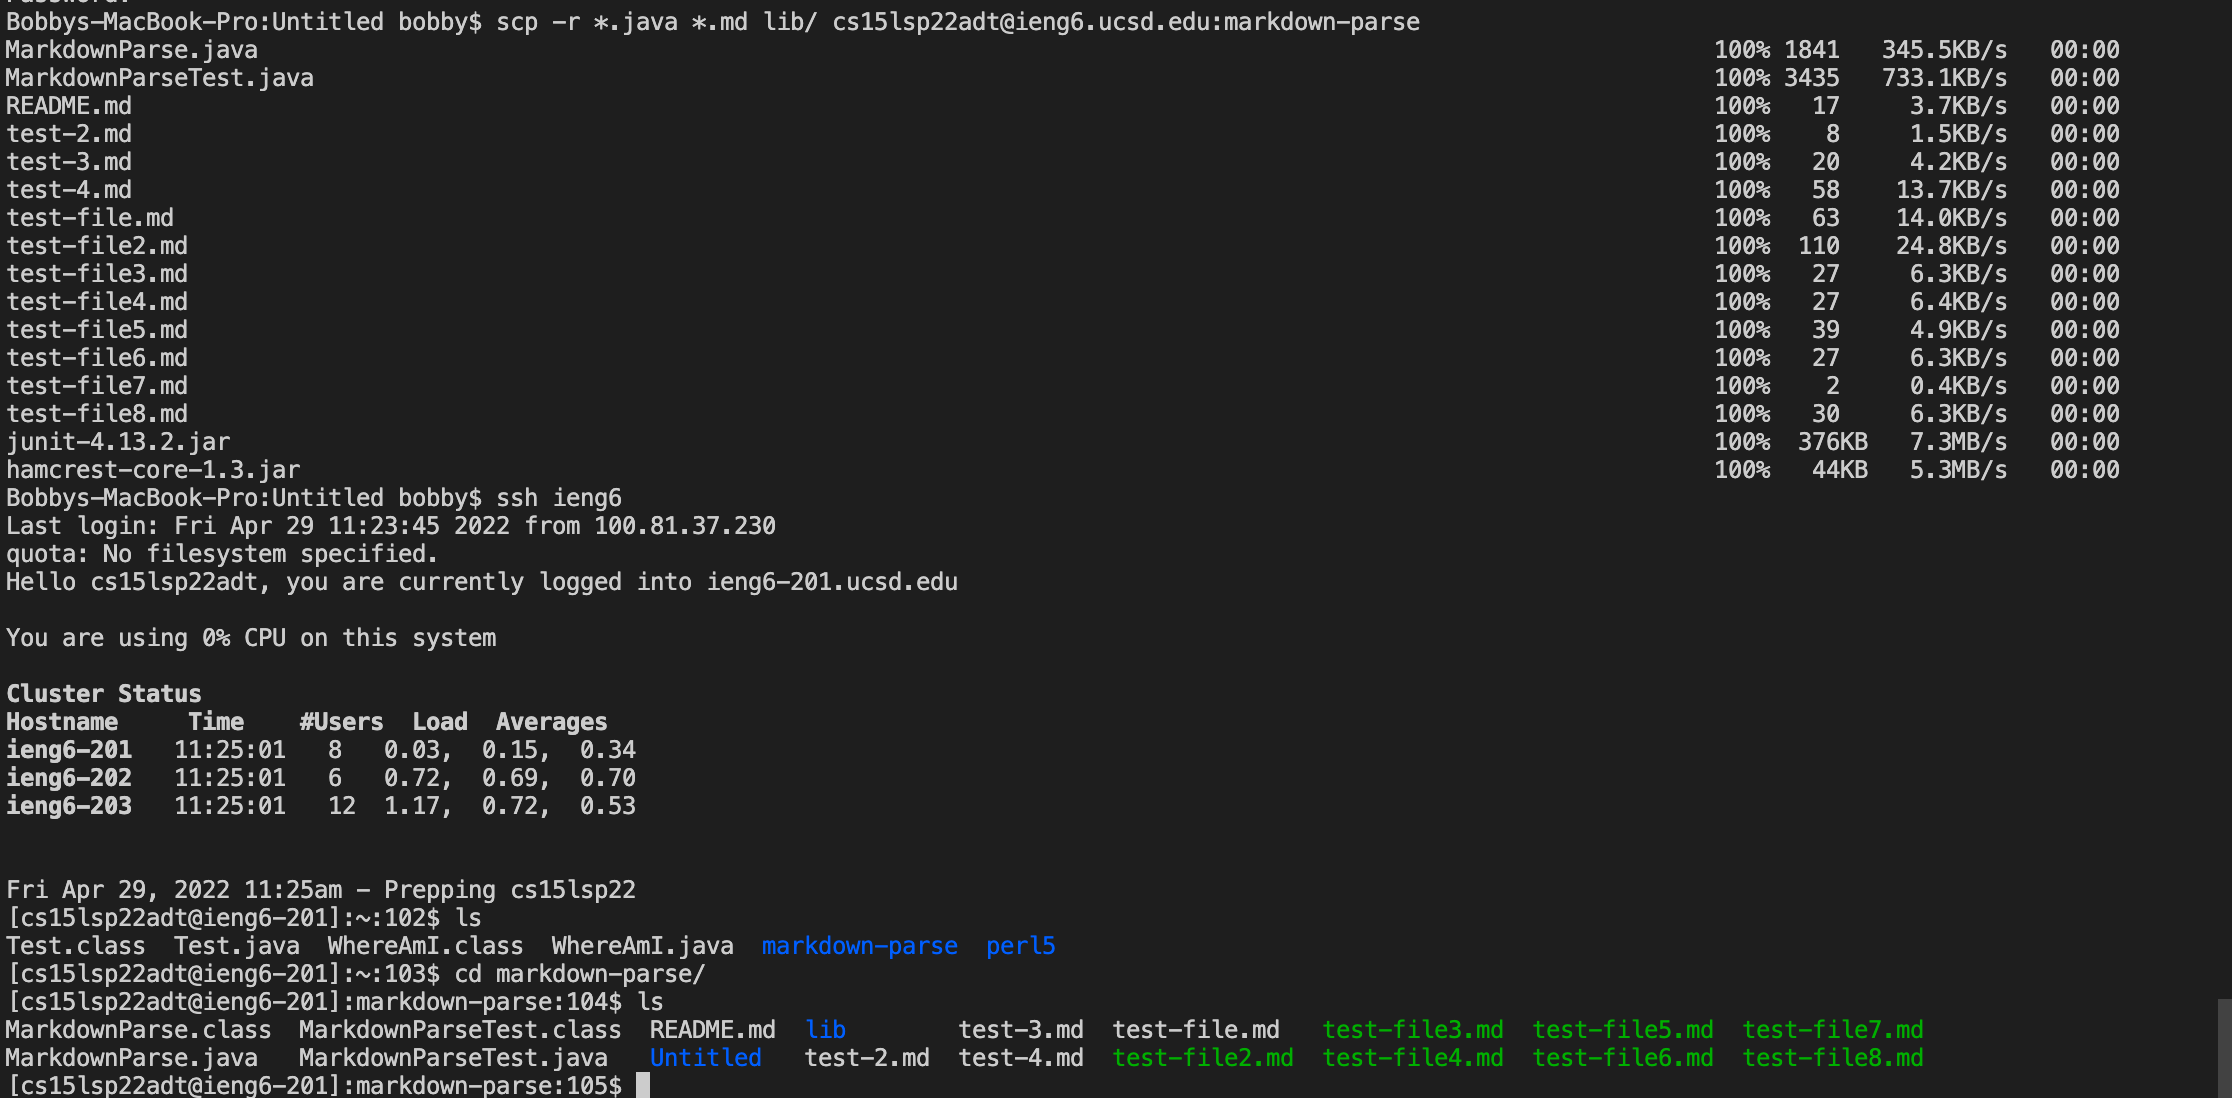 Password:
Bobbys-MacBook-Pro:Untitled bobby$ scp -r *.java *.md lib/ cs15lsp22adt@ieng6.ucsd.edu:markdown-parse
MarkdownParse.java 100% 1841 345.5KB/s 00:00
MarkdownParseTest.java 100% 3435 733.1KB/s 00:00
README.md 100% 17 3.7KB/s 00:00
test-2.md 100% 8 1.5KB/s 00:00
test-3.md 100% 20 4.2KB/s 00:00
test-4.md 100% 58 13.7KB/s 00:00
test-file.md 100% 63 14.0KB/s 00:00
test-file2.md 100% 110 24.8KB/s 00:00
test-file3.md 100% 27 6.3KB/s 00:00
test-file4.md 100% 27 6.4KB/s 00:00
test-file5.md 100% 39 4.9KB/s 00:00
test-file6.md 100% 27 6.3KB/s 00:00
test-file7.md 100% 2 0.4KB/s 00:00
test-file8.md 100% 30 6.3KB/s 00:00
junit-4.13.2.jar 100% 376KB 7.3MB/s 00:00
hamcrest-core-1.3.jar 100% 44KB 5.3MB/s 00:00
Bobbys-MacBook-Pro:Untitled bobby$ ssh ieng6
Last login: Fri Apr 29 11:23:45 2022 from 100.81.37.230
quota: No filesystem specified.
Hello cs15lsp22adt, you are currently logged into ieng6-201.ucsd.edu
You are using 0% CPU on this system
Cluster Status
Hostname Time #Users Load Averages
ieng6-201 11:25:01 8 0.03, 0.15, 0.34
ieng6-202 11:25:01 6 0.72, 0.69, 0.70
ieng6-203 11:25:01 12 1.17, 0.72, 0.53
Fri Apr 29, 2022 11:25am - Prepping cs15lsp22
[cs15lsp22adt@ieng6-201]:~:102$ ls
Test.class Test.java WhereAmI.class WhereAmI.java markdown-parse perl5
[cs15lsp22adt@ieng6-201]:~:103$ cd markdown-parse/
[cs15lsp22adt@ieng6-201]:markdown-parse:104$ ls
MarkdownParse.class MarkdownParseTest.class README.md lib test-3.md test-file.md test-file3.md test-file5.md test-file7.md
MarkdownParse.java MarkdownParseTest.java Untitled test-2.md test-4.md test-file2.md test-file4.md test-file6.md test-file8.md
[cs15lsp22adt@ieng6-201]:markdown-parse:105$